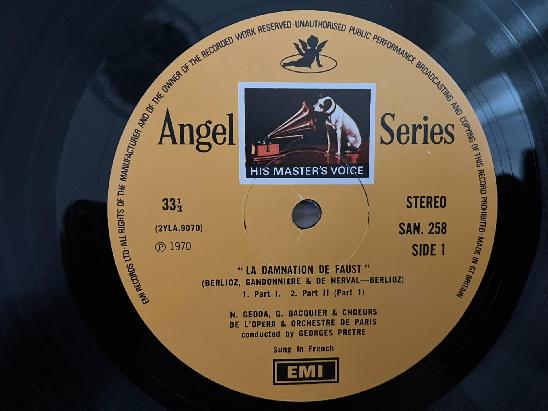 EMI RECORDS LTD· ALL RIGHTS OF THE MANUFACTURER AND OF THE OWNER OF THE RECORDED WORK RESERVED·UNAUTHORISED PUBLIC PERFORMANCE BROADCASTING AND COPYING OF THIS RECORD PROHIBITED· MADE IN GT BRITAIN
Angel Series
HIS MASTER'S VOICE
33⅓ STEREO
(2YLA.9070) SAN. 258
℗ 1970 SIDE 1
"LA DAMNATION DE FAUST"
(BERLIOZ, GANDONNIÈRE & DE NERVAL—BERLIOZ)
1. Part I. 2. Part II (Part 1)
N. GEDDA, G. BACQUIER & CHOEURS
DE L'OPERA & ORCHESTRE DE PARIS
conducted by GEORGES PRETRE
Sung in French
EMI